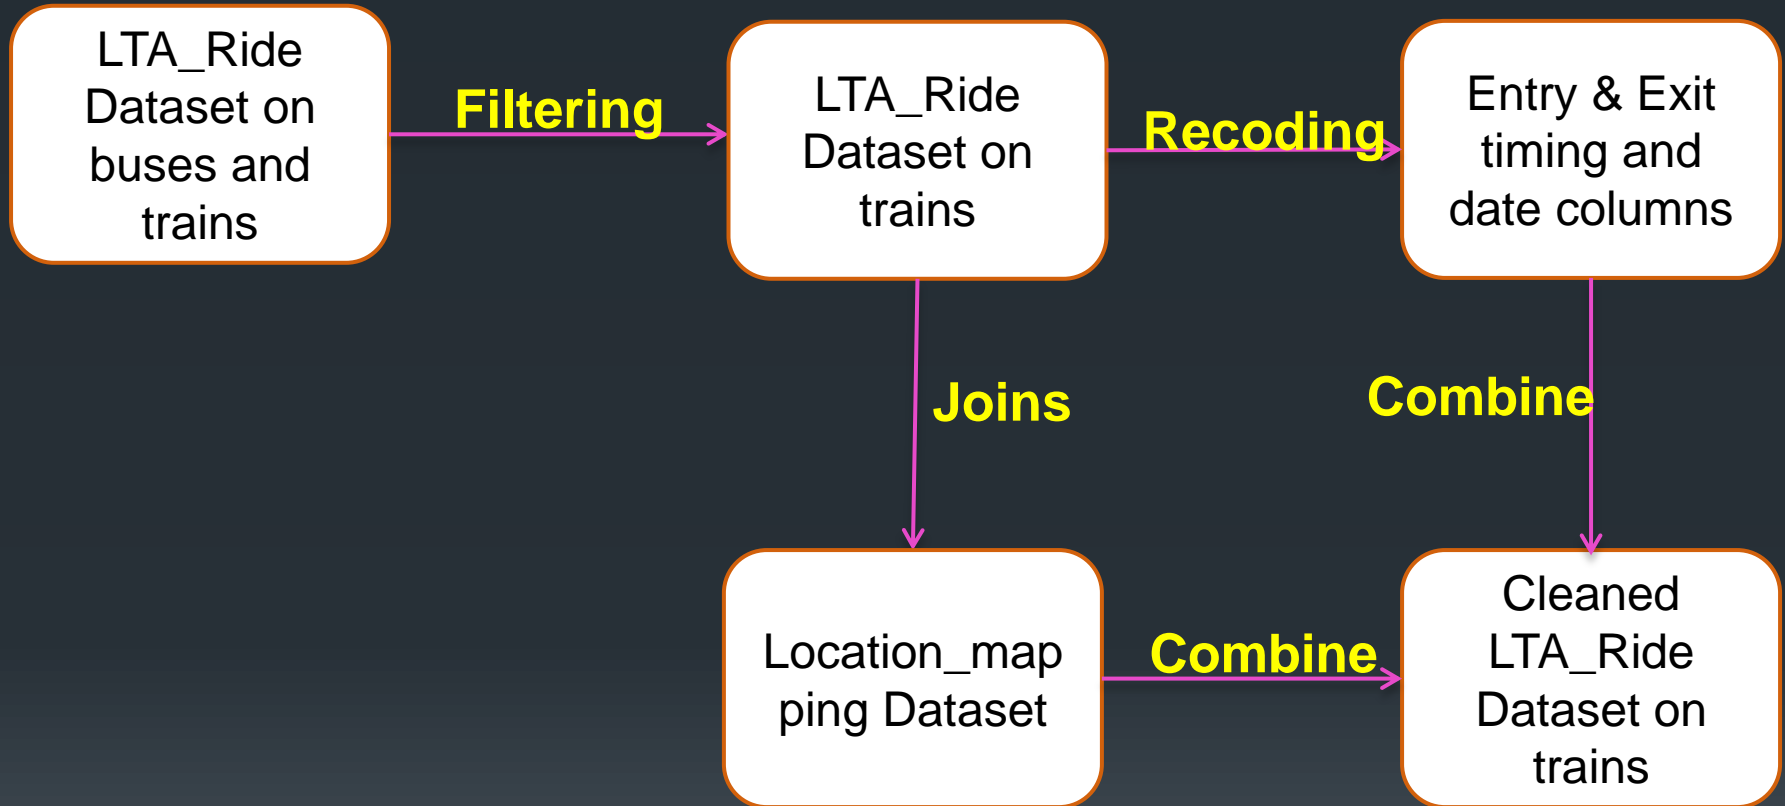 LTA_Ride
Dataset on
buses and
trains
Filtering
LTA_Ride
Dataset on
trains
Recoding
Entry & Exit
timing and
date columns
Joins
Combine
Location_map
ping Dataset
Combine
Cleaned
LTA_Ride
Dataset on
trains